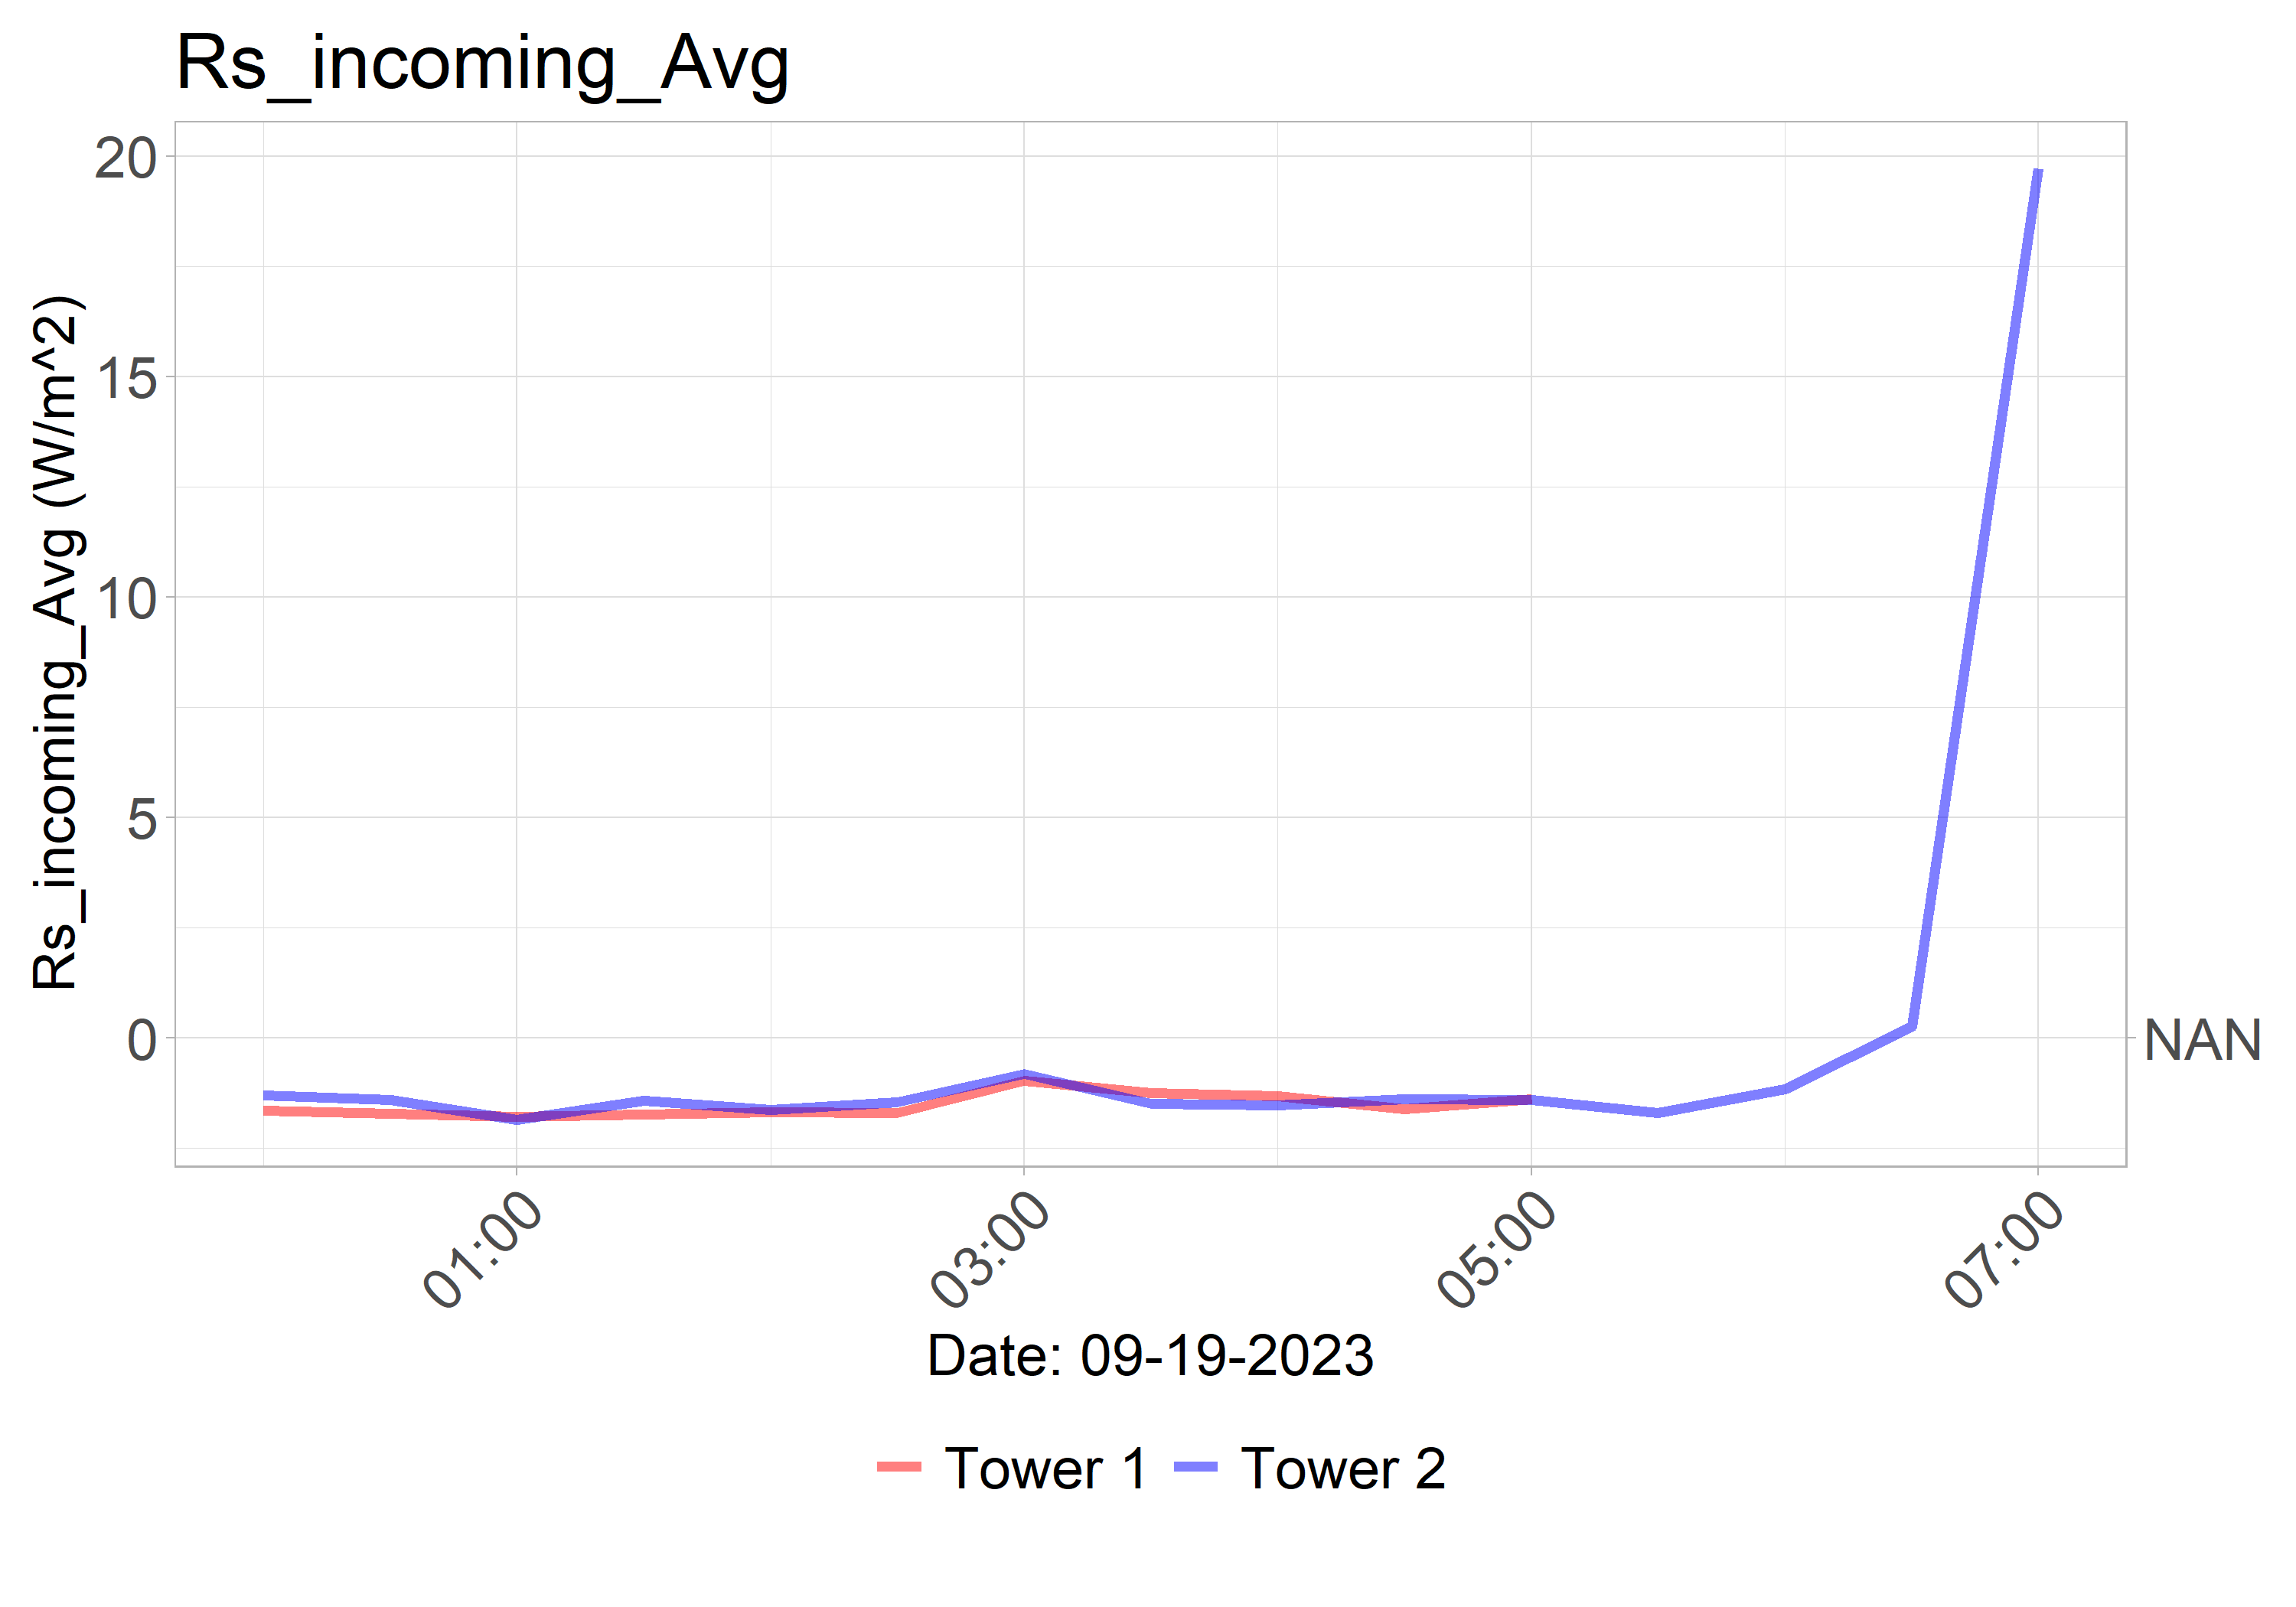 Rs_incoming_Avg
Rs_incoming_Avg (W/m^2)
20
15
10
5
0
NAN
01:00
03:00
05:00
07:00
Date: 09-19-2023
Tower 1
Tower 2